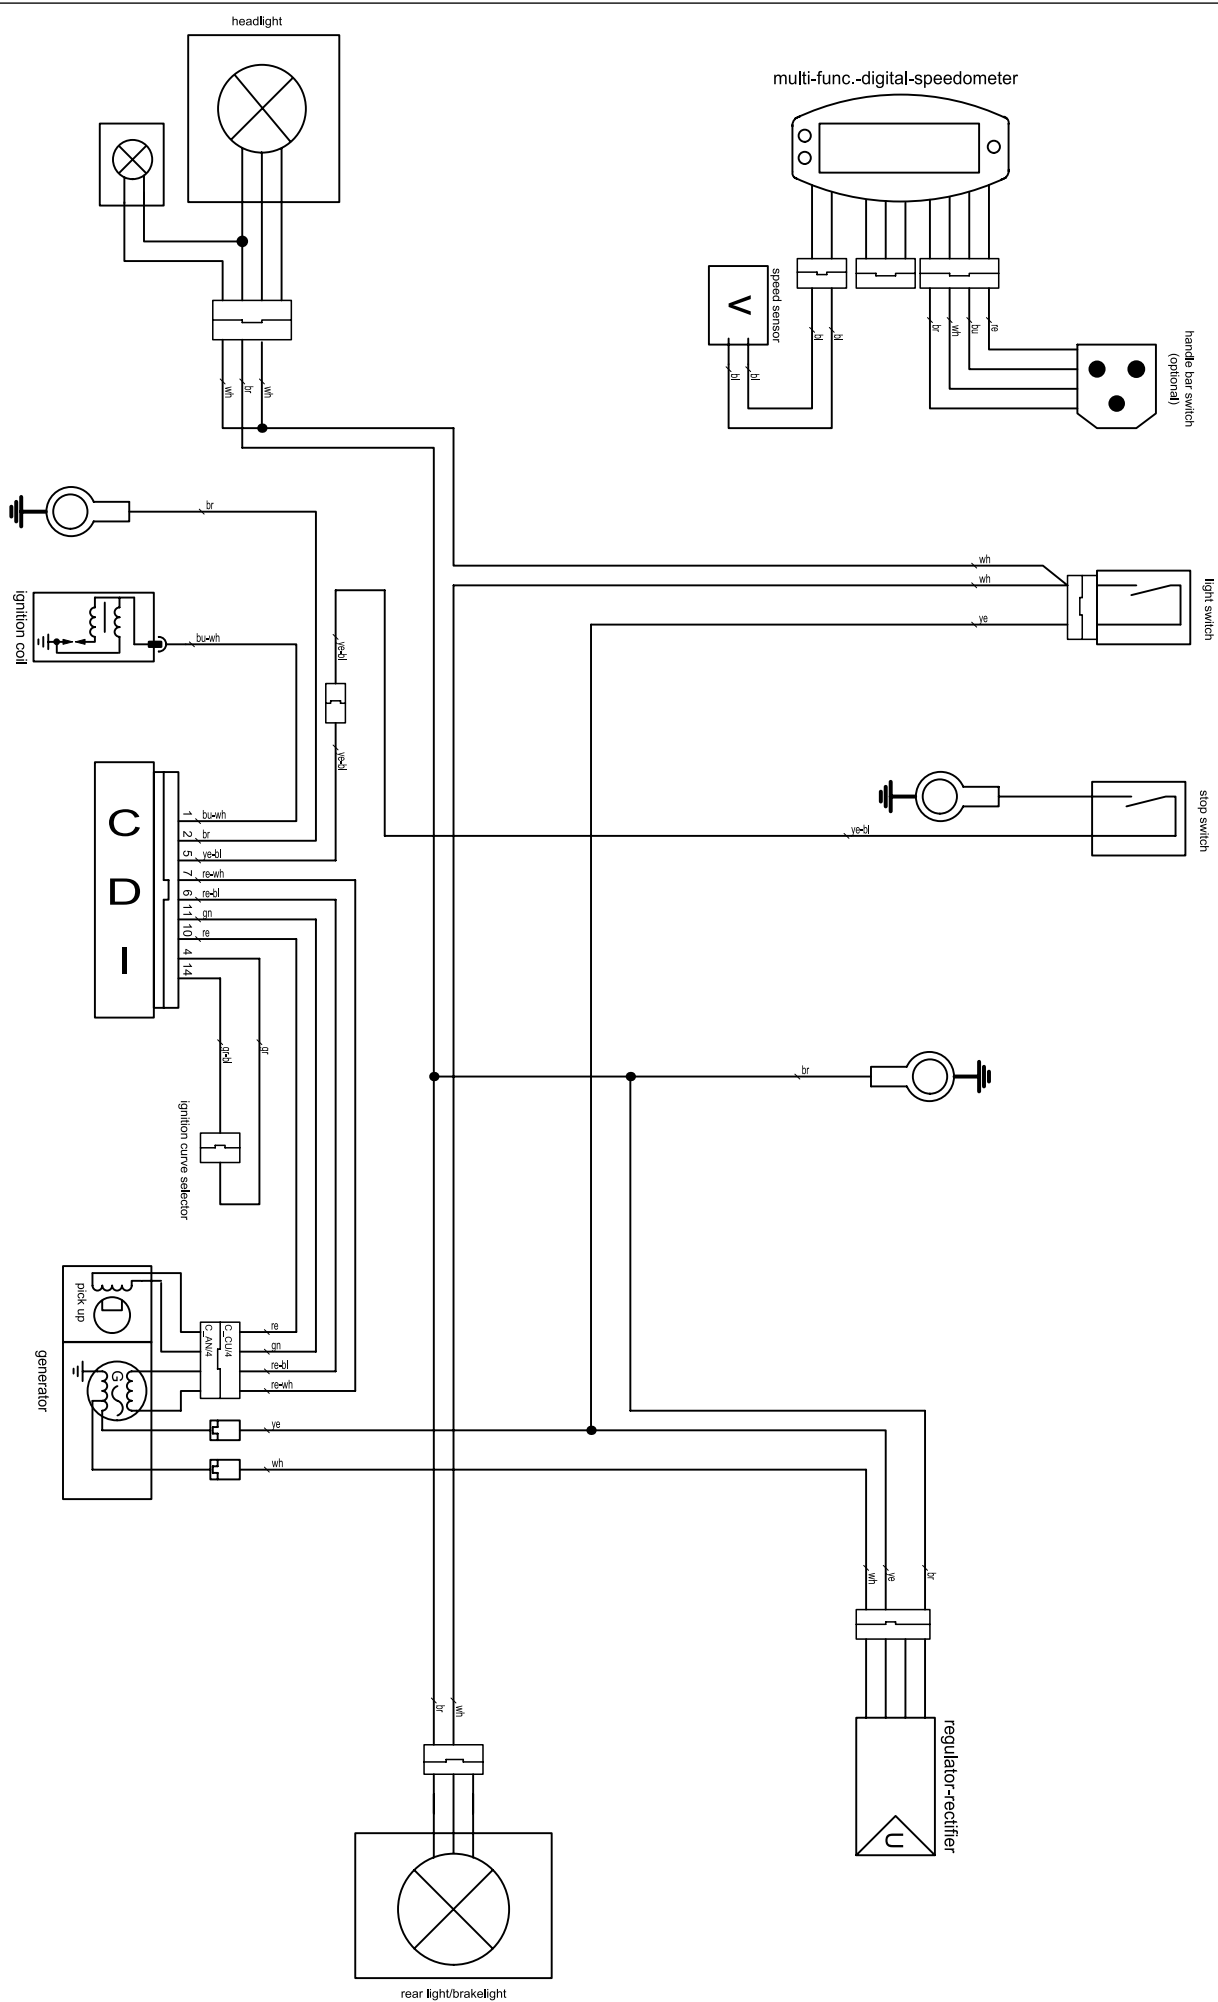 headlight
multi-func.-digital-speedometer
speed sensor
V
bl
bl
bl
bl
br
wh
bu
re
handle bar switch
(optional)
wh
br
wh
br
wh
wh
ye
light switch
ignition coil
bu-wh
ye-bl
ye-bl
stop switch
ye-bl
C
D
I
1 bu-wh
2 br
5 ye-bl
7 re-wh
6 re-bl
11 gn
10 re
4
14
gr-bl
gr
br
ignition curve selector
pick up
generator
G
C_AN/4
C_CU/4
re
gn
re-bl
re-wh
ye
wh
wh
ye
br
br
wh
regulator-rectifier
U
rear light/brakelight